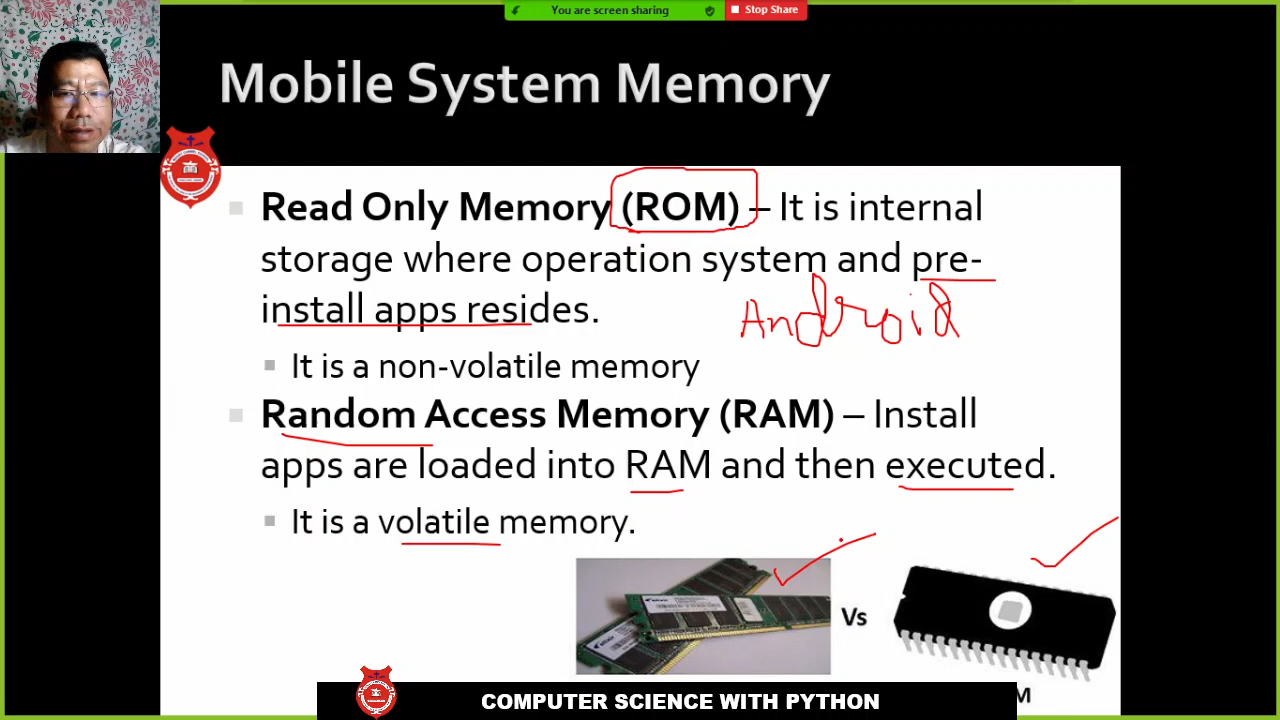 You are screen sharing
Stop Share
Mobile System Memory
Read Only Memory (ROM) – It is internal
storage where operation system and pre-
install apps resides.
Android
It is a non-volatile memory
Random Access Memory (RAM) – Install
apps are loaded into RAM and then executed.
It is a volatile memory.
Vs
M
COMPUTER SCIENCE WITH PYTHON